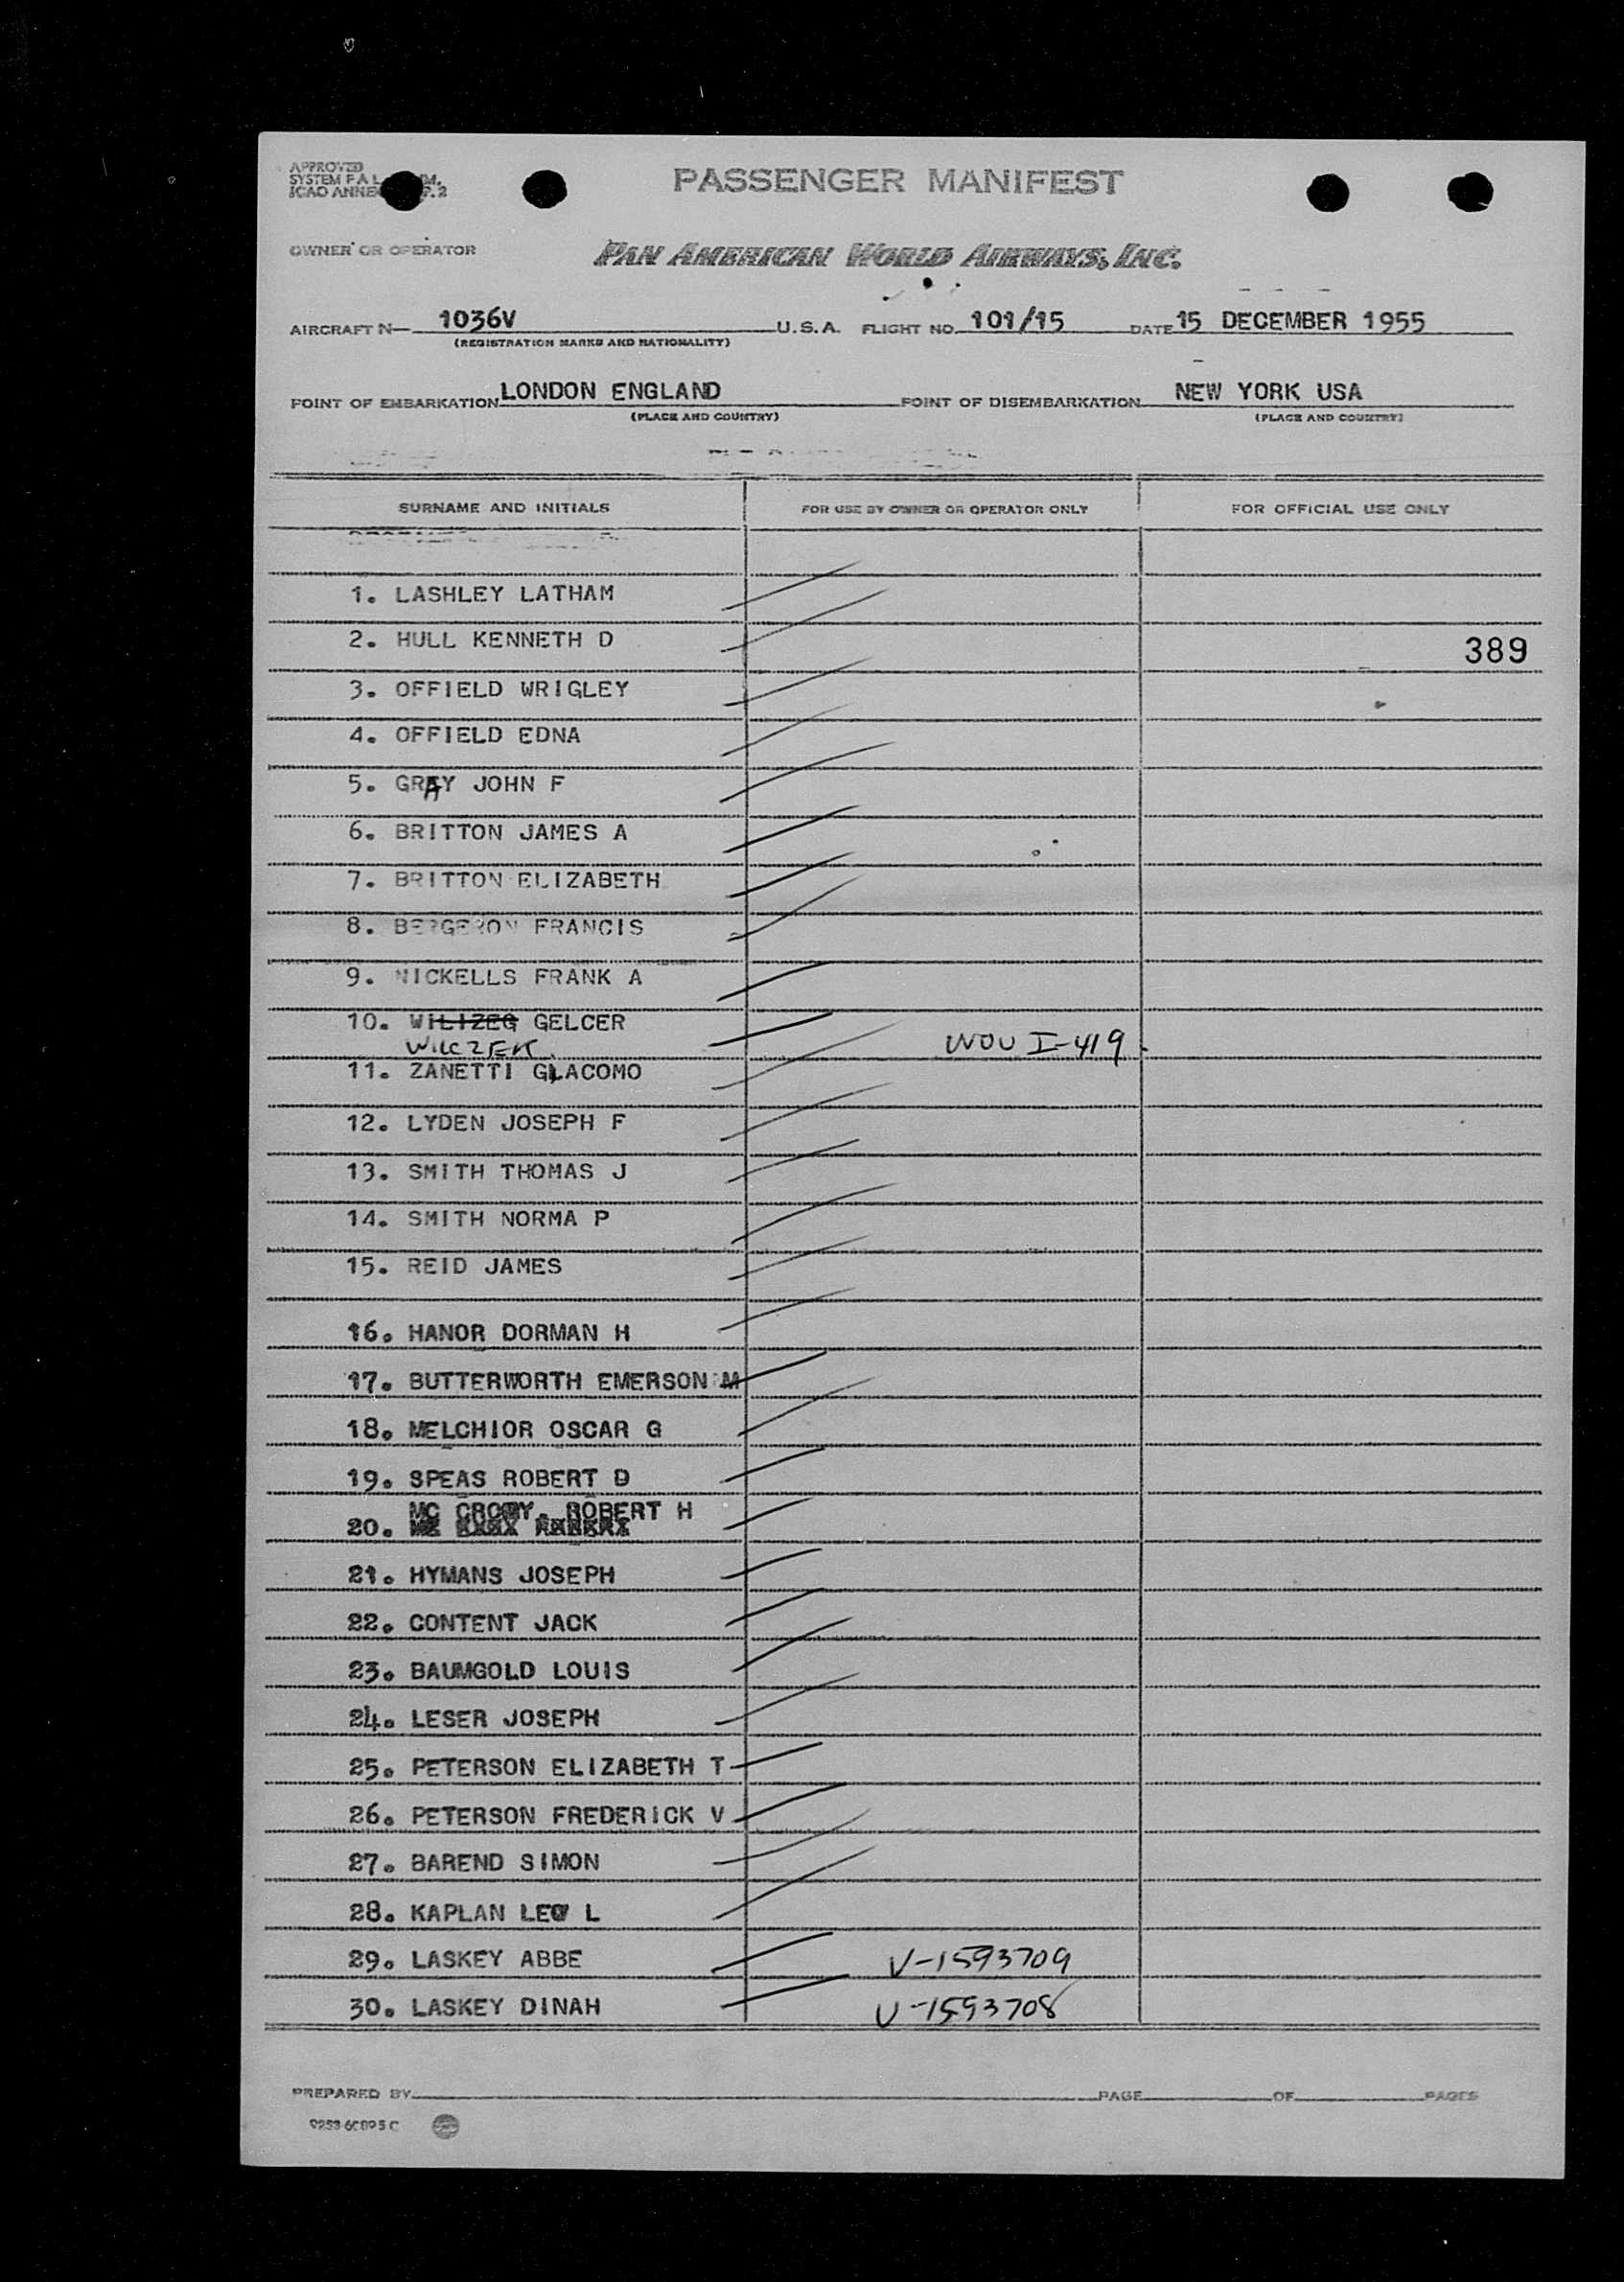 APPROVED
SYSTEM F A L
ICAO ANNEX P. 2
PASSENGER MANIFEST
OWNER OR OPERATOR
PAN AMERICAN WORLD AIRWAYS, INC.
AIRCRAFT N— 1036V U.S.A. FLIGHT NO. 101/15 DATE 15 DECEMBER 1955
(REGISTRATION MARKS AND NATIONALITY)
POINT OF EMBARKATION LONDON ENGLAND POINT OF DISEMBARKATION NEW YORK USA
(PLACE AND COUNTRY) (PLACE AND COUNTRY)
SURNAME AND INITIALS FOR USE BY OWNER OR OPERATOR ONLY FOR OFFICIAL USE ONLY
1. LASHLEY LATHAM
2. HULL KENNETH D 389
3. OFFIELD WRIGLEY
4. OFFIELD EDNA
5. GRAY JOHN F
6. BRITTON JAMES A
7. BRITTON ELIZABETH
8. BERGERON FRANCIS
9. NICKELLS FRANK A
10. WILIZEG GELCER
WILCZEK WOU I-419.
11. ZANETTI GIACOMO
12. LYDEN JOSEPH F
13. SMITH THOMAS J
14. SMITH NORMA P
15. REID JAMES
16. HANOR DORMAN H
17. BUTTERWORTH EMERSON M
18. MELCHIOR OSCAR G
19. SPEAS ROBERT D
20. MC CRORY, ROBERT H
21. HYMANS JOSEPH
22. CONTENT JACK
23. BAUMGOLD LOUIS
24. LESER JOSEPH
25. PETERSON ELIZABETH T
26. PETERSON FREDERICK V
27. BAREND SIMON
28. KAPLAN LEO L
29. LASKEY ABBE V-1593709
30. LASKEY DINAH V-1593708
PREPARED BY PAGE OF PAGES